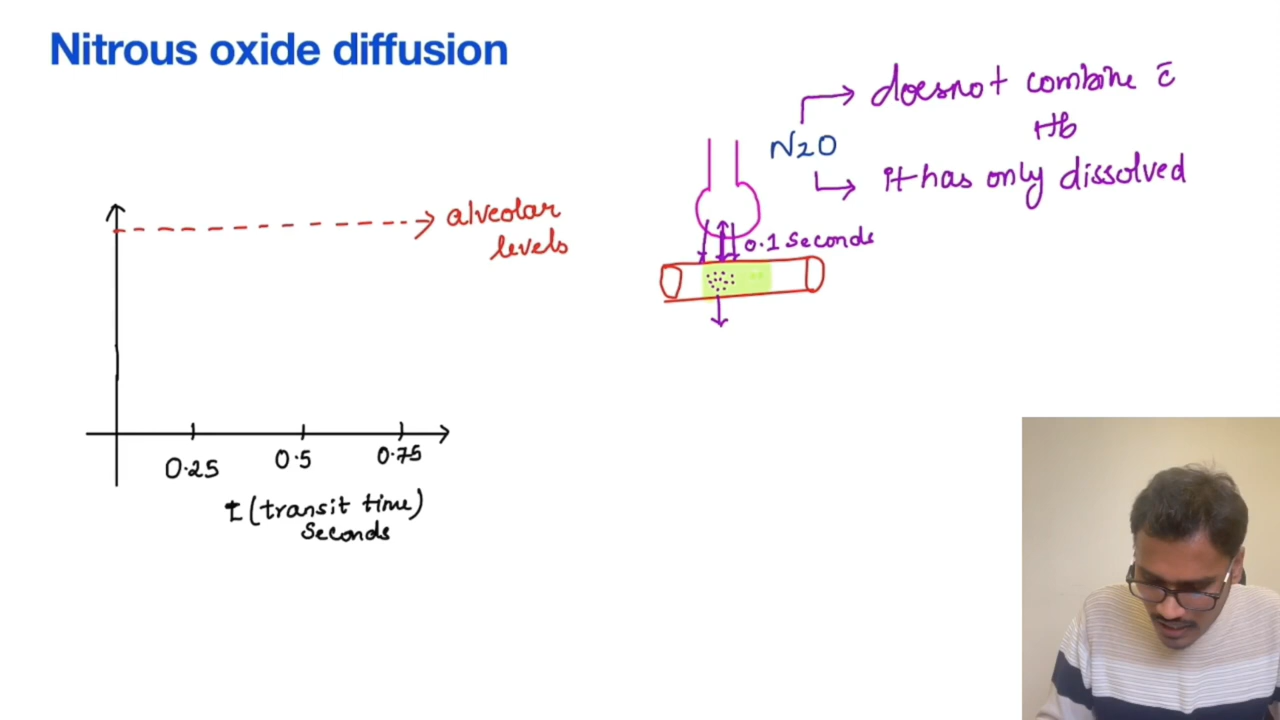 Nitrous oxide diffusion
doesnot combine c̄
Hb
N2O
it has only dissolved
alveolar
levels
0.1 Seconds
0.25
0.5
0.75
t (transit time)
Seconds